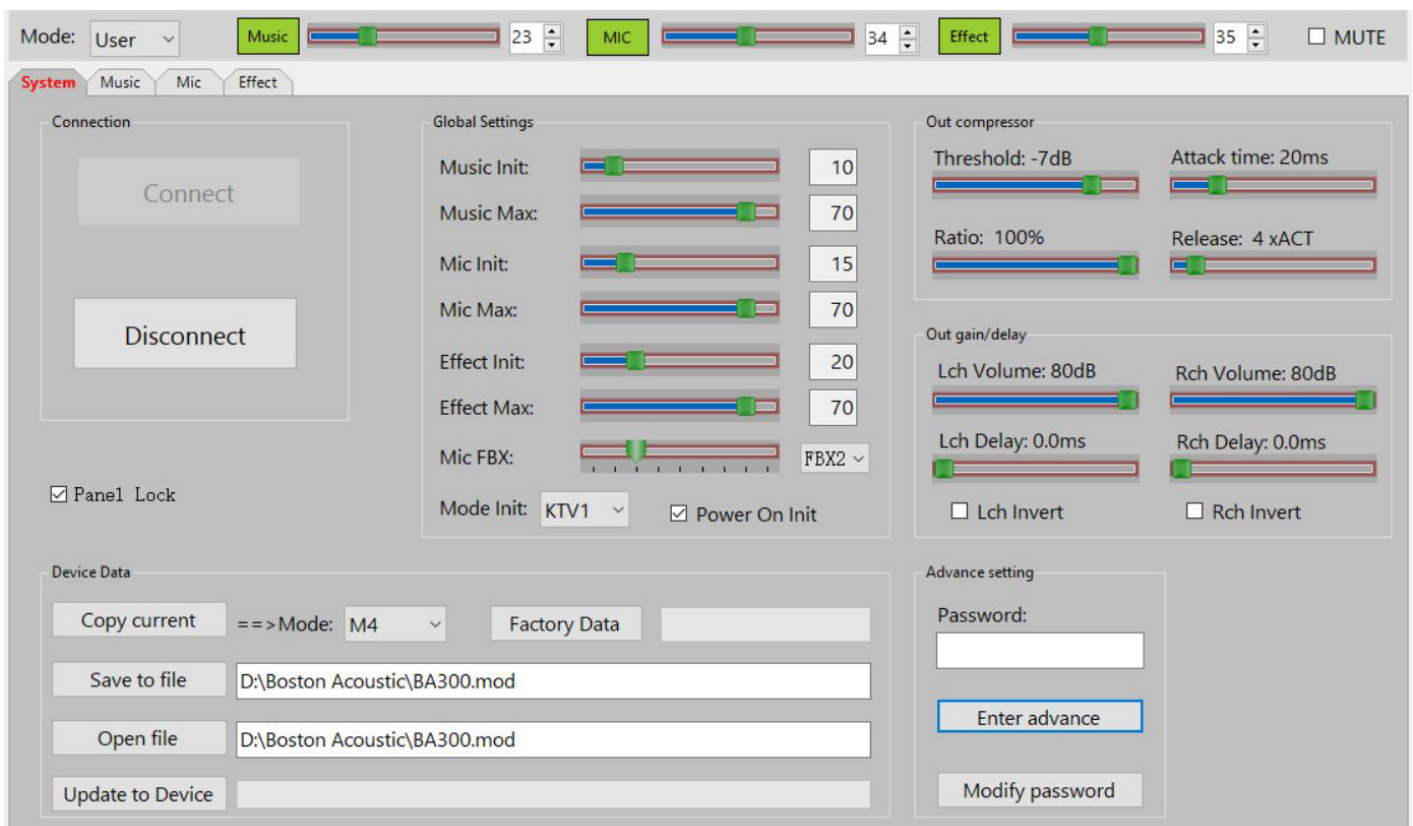 Mode: User Music 23 MIC 34 Effect 35 MUTE
System Music Mic Effect
Connection
Connect
Disconnect
Panel Lock
Global Settings
Music Init: 10
Music Max: 70
Mic Init: 15
Mic Max: 70
Effect Init: 20
Effect Max: 70
Mic FBX: FBX2
Mode Init: KTV1 Power On Init
Out compressor
Threshold: -7dB Attack time: 20ms
Ratio: 100% Release: 4 xACT
Out gain/delay
Lch Volume: 80dB Rch Volume: 80dB
Lch Delay: 0.0ms Rch Delay: 0.0ms
Lch Invert Rch Invert
Device Data
Copy current ==>Mode: M4 Factory Data
Save to file D:\Boston Acoustic\BA300.mod
Open file D:\Boston Acoustic\BA300.mod
Update to Device
Advance setting
Password:
Enter advance
Modify password